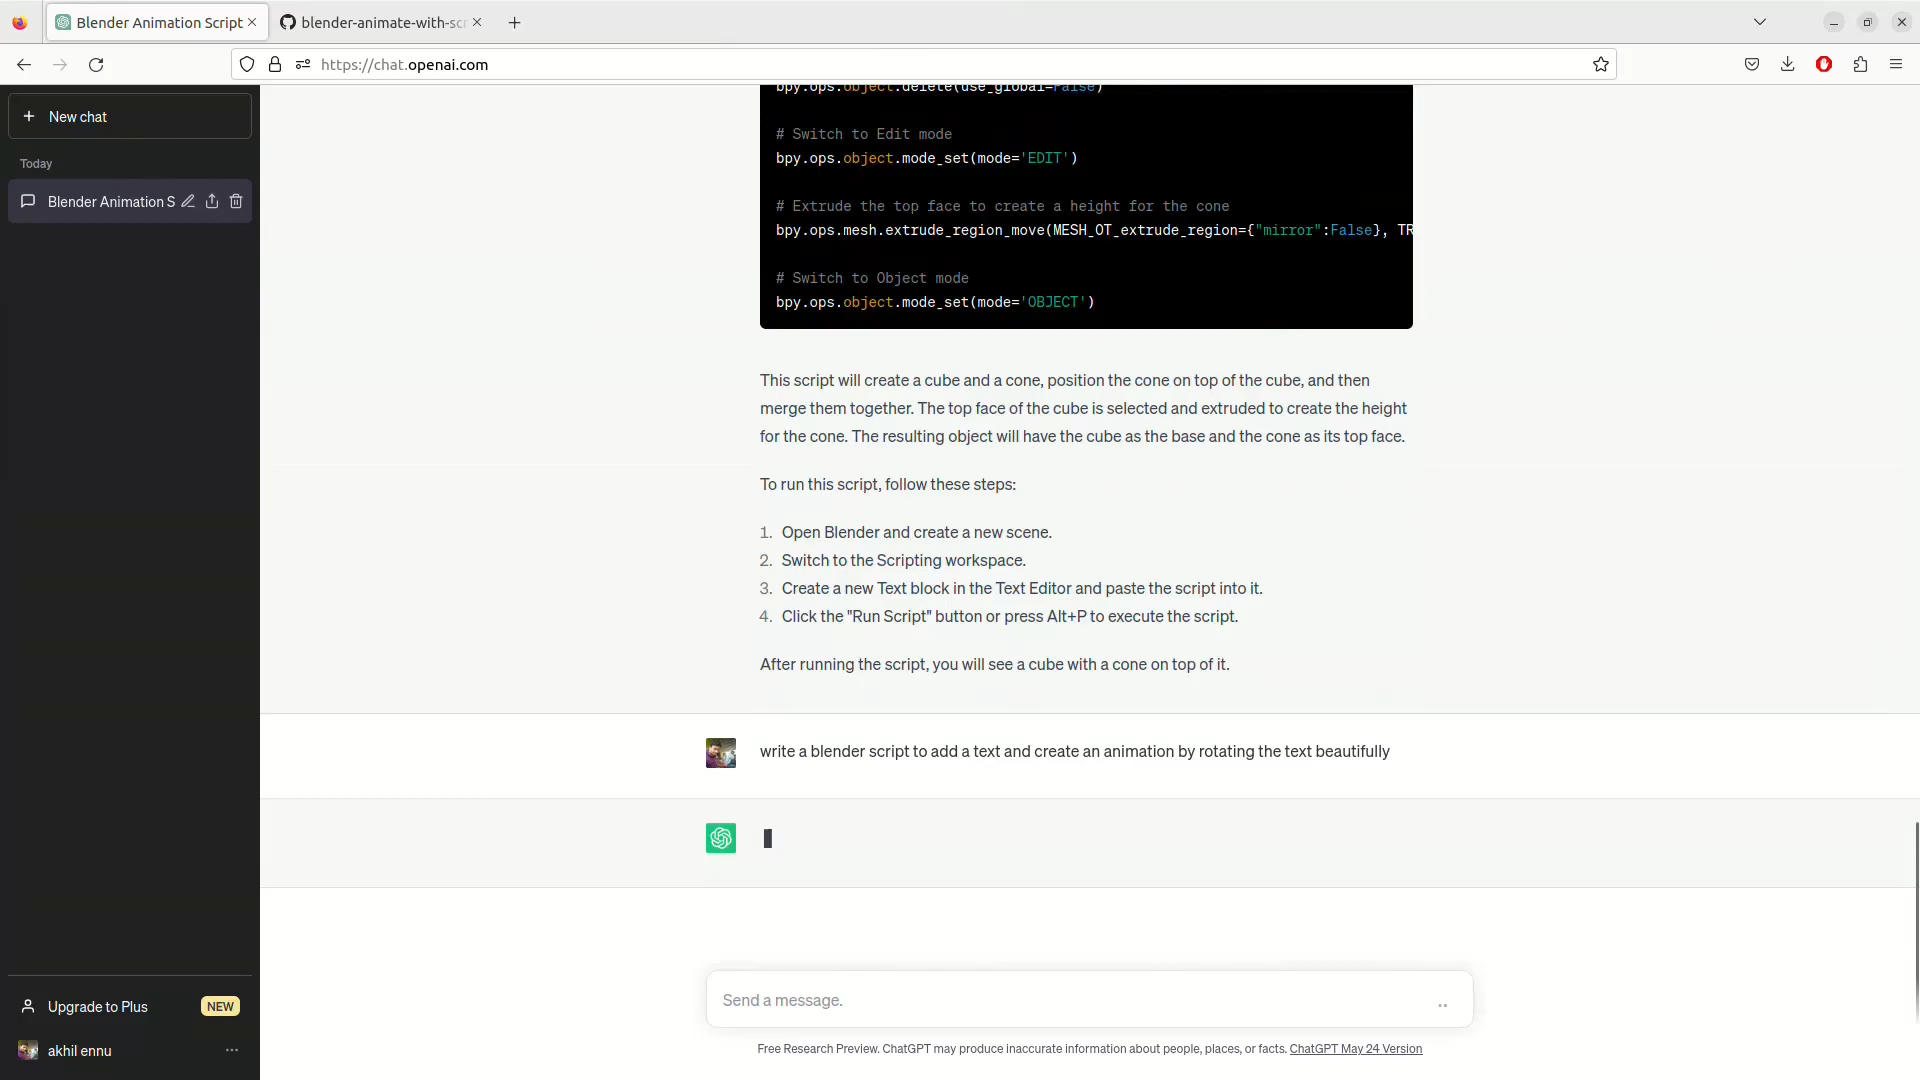 Blender Animation Script
blender-animate-with-scr
https://chat.openai.com
New chat
Today
Blender Animation S
bpy.ops.object.delete(use_global=False)
# Switch to Edit mode
bpy.ops.object.mode_set(mode='EDIT')
# Extrude the top face to create a height for the cone
bpy.ops.mesh.extrude_region_move(MESH_OT_extrude_region={"mirror":False}, TR
# Switch to Object mode
bpy.ops.object.mode_set(mode='OBJECT')
This script will create a cube and a cone, position the cone on top of the cube, and then
merge them together. The top face of the cube is selected and extruded to create the height
for the cone. The resulting object will have the cube as the base and the cone as its top face.
To run this script, follow these steps:
1. Open Blender and create a new scene.
2. Switch to the Scripting workspace.
3. Create a new Text block in the Text Editor and paste the script into it.
4. Click the "Run Script" button or press Alt+P to execute the script.
After running the script, you will see a cube with a cone on top of it.
write a blender script to add a text and create an animation by rotating the text beautifully
Upgrade to Plus NEW
akhil ennu ...
Send a message. ..
Free Research Preview. ChatGPT may produce inaccurate information about people, places, or facts. ChatGPT May 24 Version